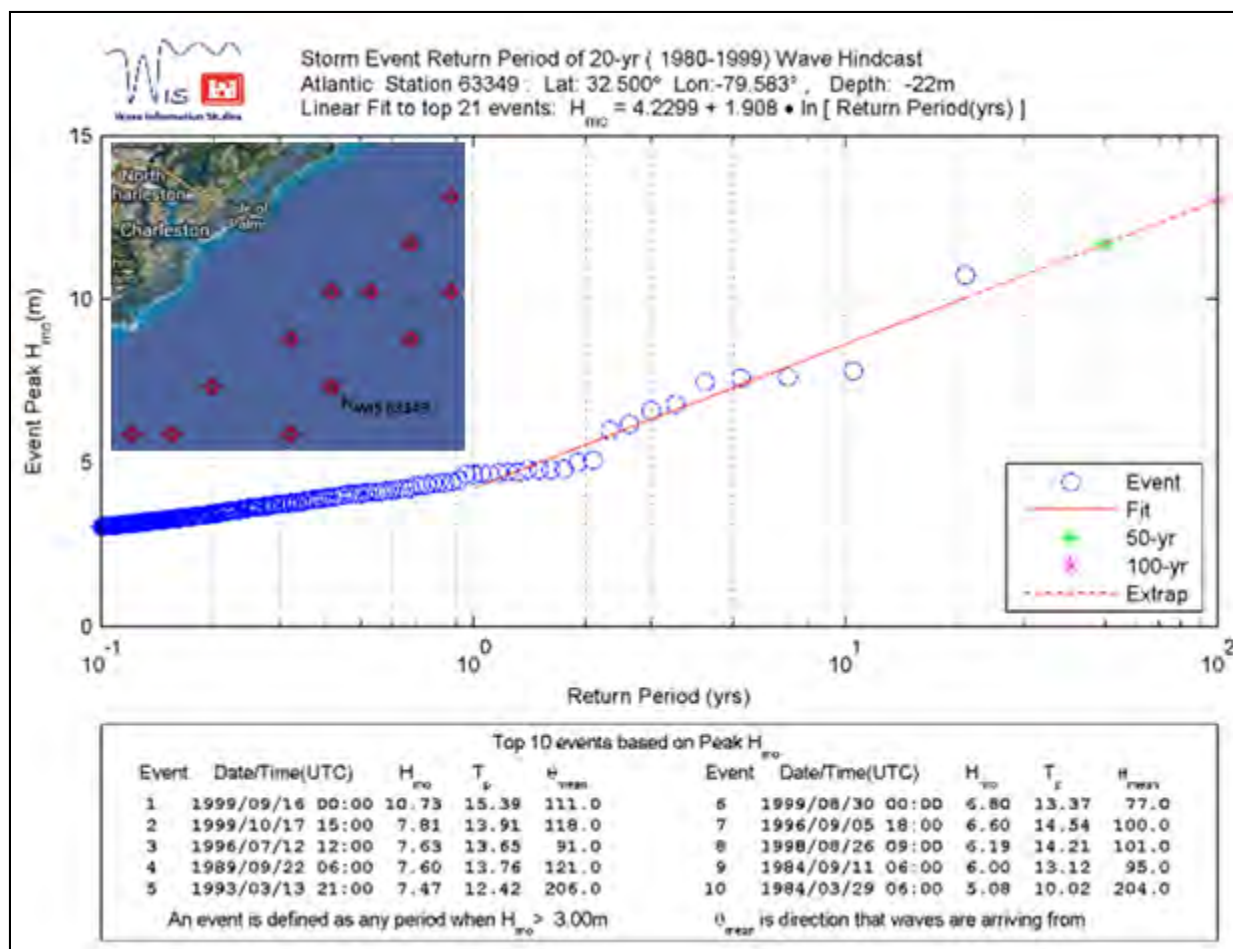 WIS
Wave Information Studies
Storm Event Return Period of 20-yr ( 1980-1999) Wave Hindcast
Atlantic Station 63349 : Lat: 32.500° Lon:-79.583° , Depth: -22m
Linear Fit to top 21 events: Hmo = 4.2299 + 1.908 • ln [ Return Period(yrs) ]
15
10
5
0
Event Peak Hmo(m)
North
Charleston
Isle of
Palms
Charleston
63349
Event
Fit
50-yr
100-yr
Extrap
10-1
100
101
102
Return Period (yrs)
Top 10 events based on Peak Hmo
Event Date/Time(UTC) Hmo Tp θmean
1 1999/09/16 00:00 10.73 15.39 111.0
2 1999/10/17 15:00 7.81 13.91 118.0
3 1996/07/12 12:00 7.63 13.65 91.0
4 1989/09/22 06:00 7.60 13.76 121.0
5 1993/03/13 21:00 7.47 12.42 206.0
Event Date/Time(UTC) Hmo Tp θmean
6 1999/08/30 00:00 6.80 13.37 77.0
7 1996/09/05 18:00 6.60 14.54 100.0
8 1998/08/26 09:00 6.19 14.21 101.0
9 1984/09/11 06:00 6.00 13.12 95.0
10 1984/03/29 06:00 5.08 10.02 204.0
An event is defined as any period when Hmo > 3.00m
θmean is direction that waves are arriving from